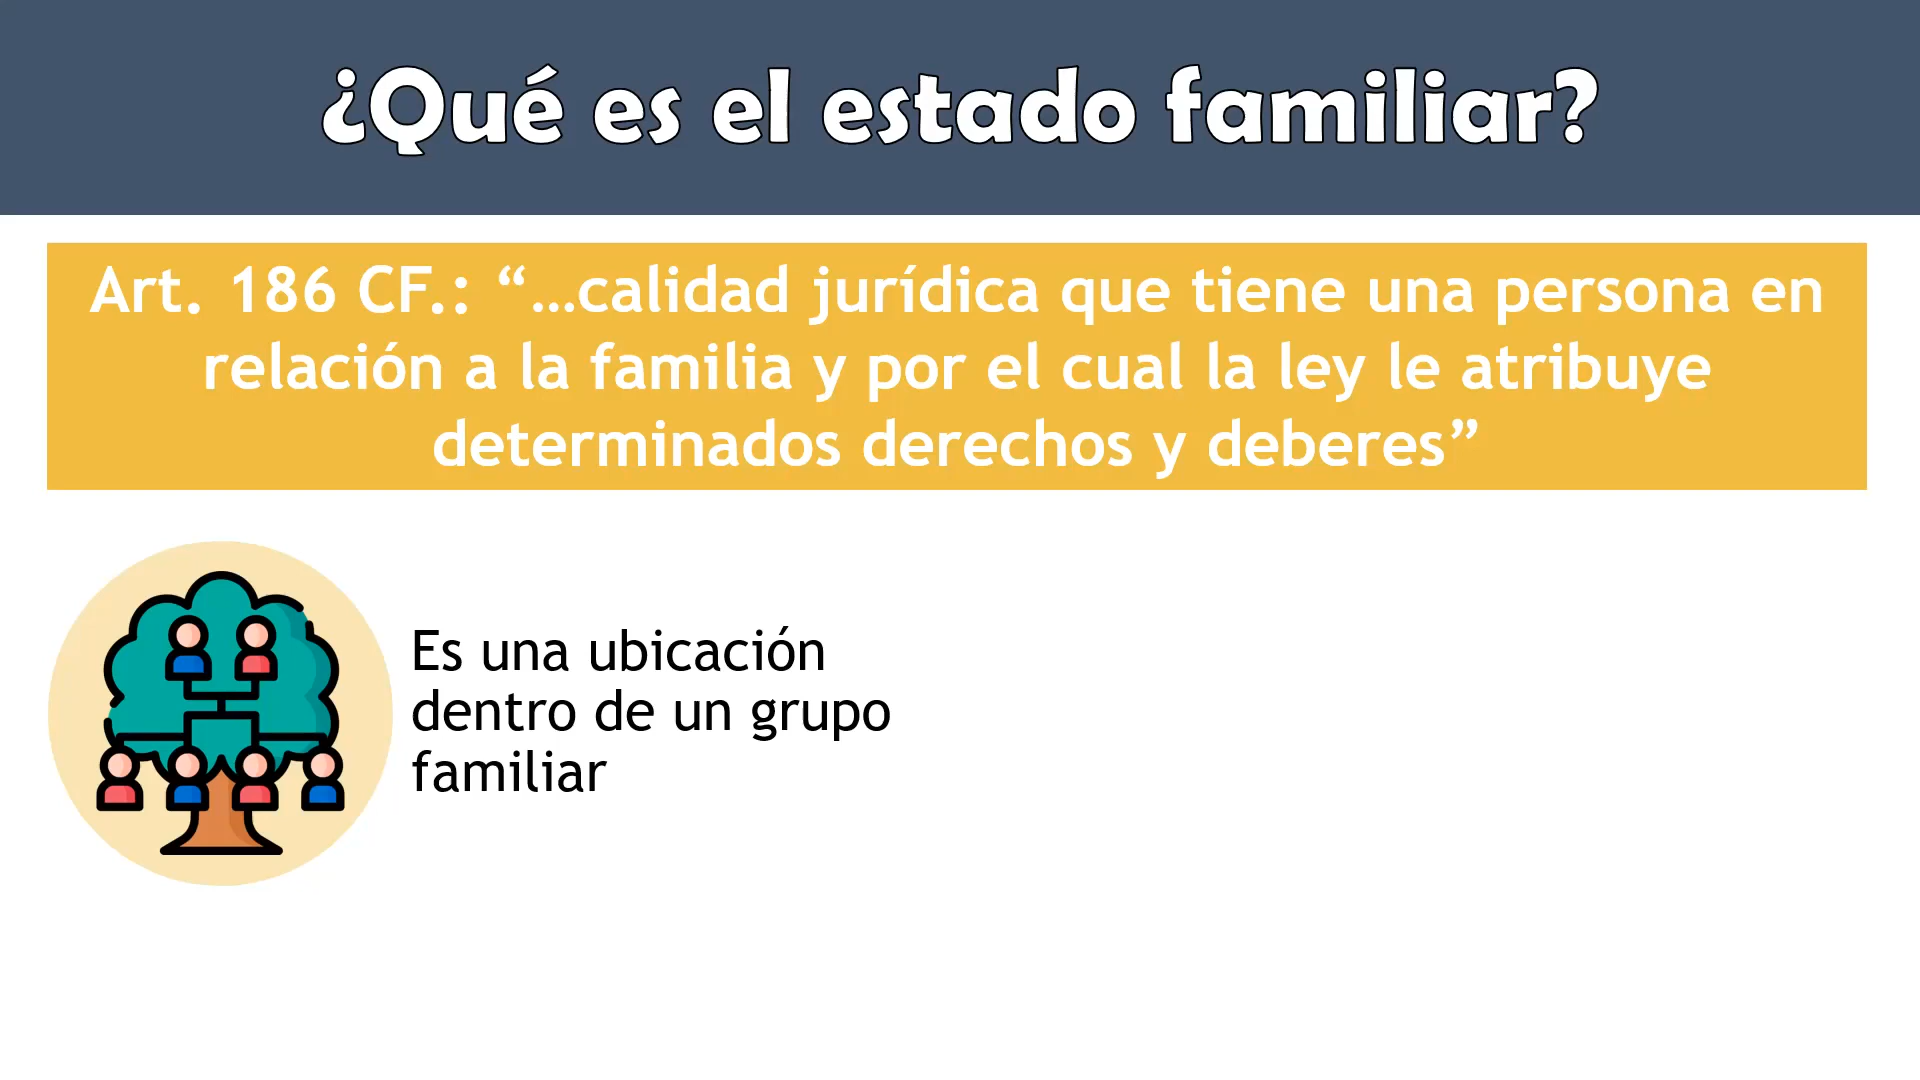 ¿Qué es el estado familiar?
Art. 186 CF.: “…calidad jurídica que tiene una persona en
relación a la familia y por el cual la ley le atribuye
determinados derechos y deberes”
Es una ubicación
dentro de un grupo
familiar